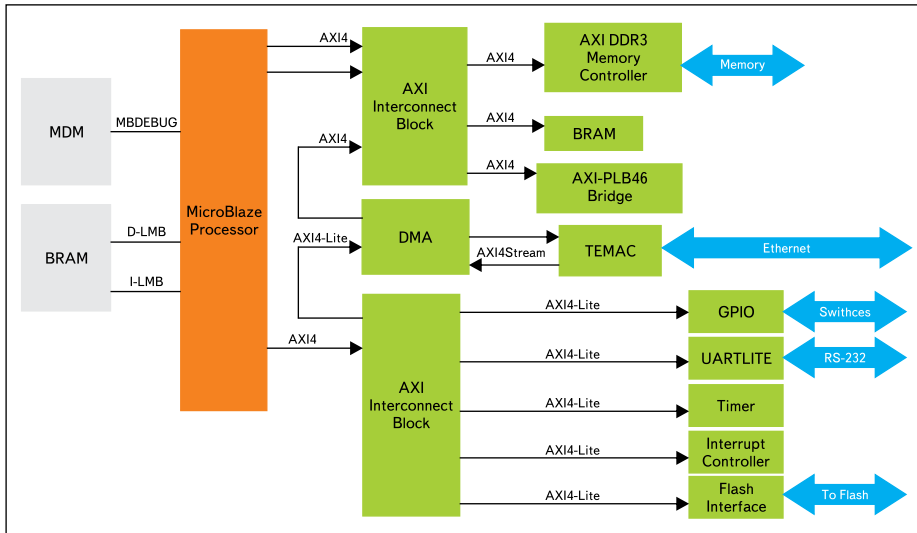 MDM
MBDEBUG
BRAM
D-LMB
I-LMB
MicroBlaze
Processor
AXI4
AXI4
AXI4-Lite
AXI4
AXI
Interconnect
Block
AXI4
AXI4
AXI4
AXI DDR3
Memory
Controller
Memory
BRAM
AXI-PLB46
Bridge
DMA
AXI4Stream
TEMAC
Ethernet
AXI
Interconnect
Block
AXI4-Lite
GPIO
Swithces
AXI4-Lite
UARTLITE
RS-232
AXI4-Lite
Timer
AXI4-Lite
Interrupt
Controller
AXI4-Lite
Flash
Interface
To Flash